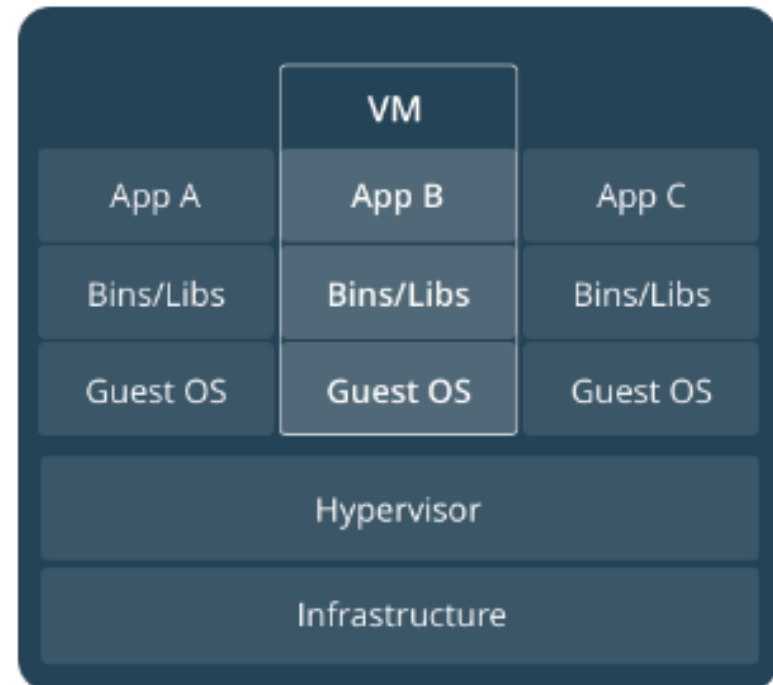 VM
App A
App B
App C
Bins/Libs
Bins/Libs
Bins/Libs
Guest OS
Guest OS
Guest OS
Hypervisor
Infrastructure